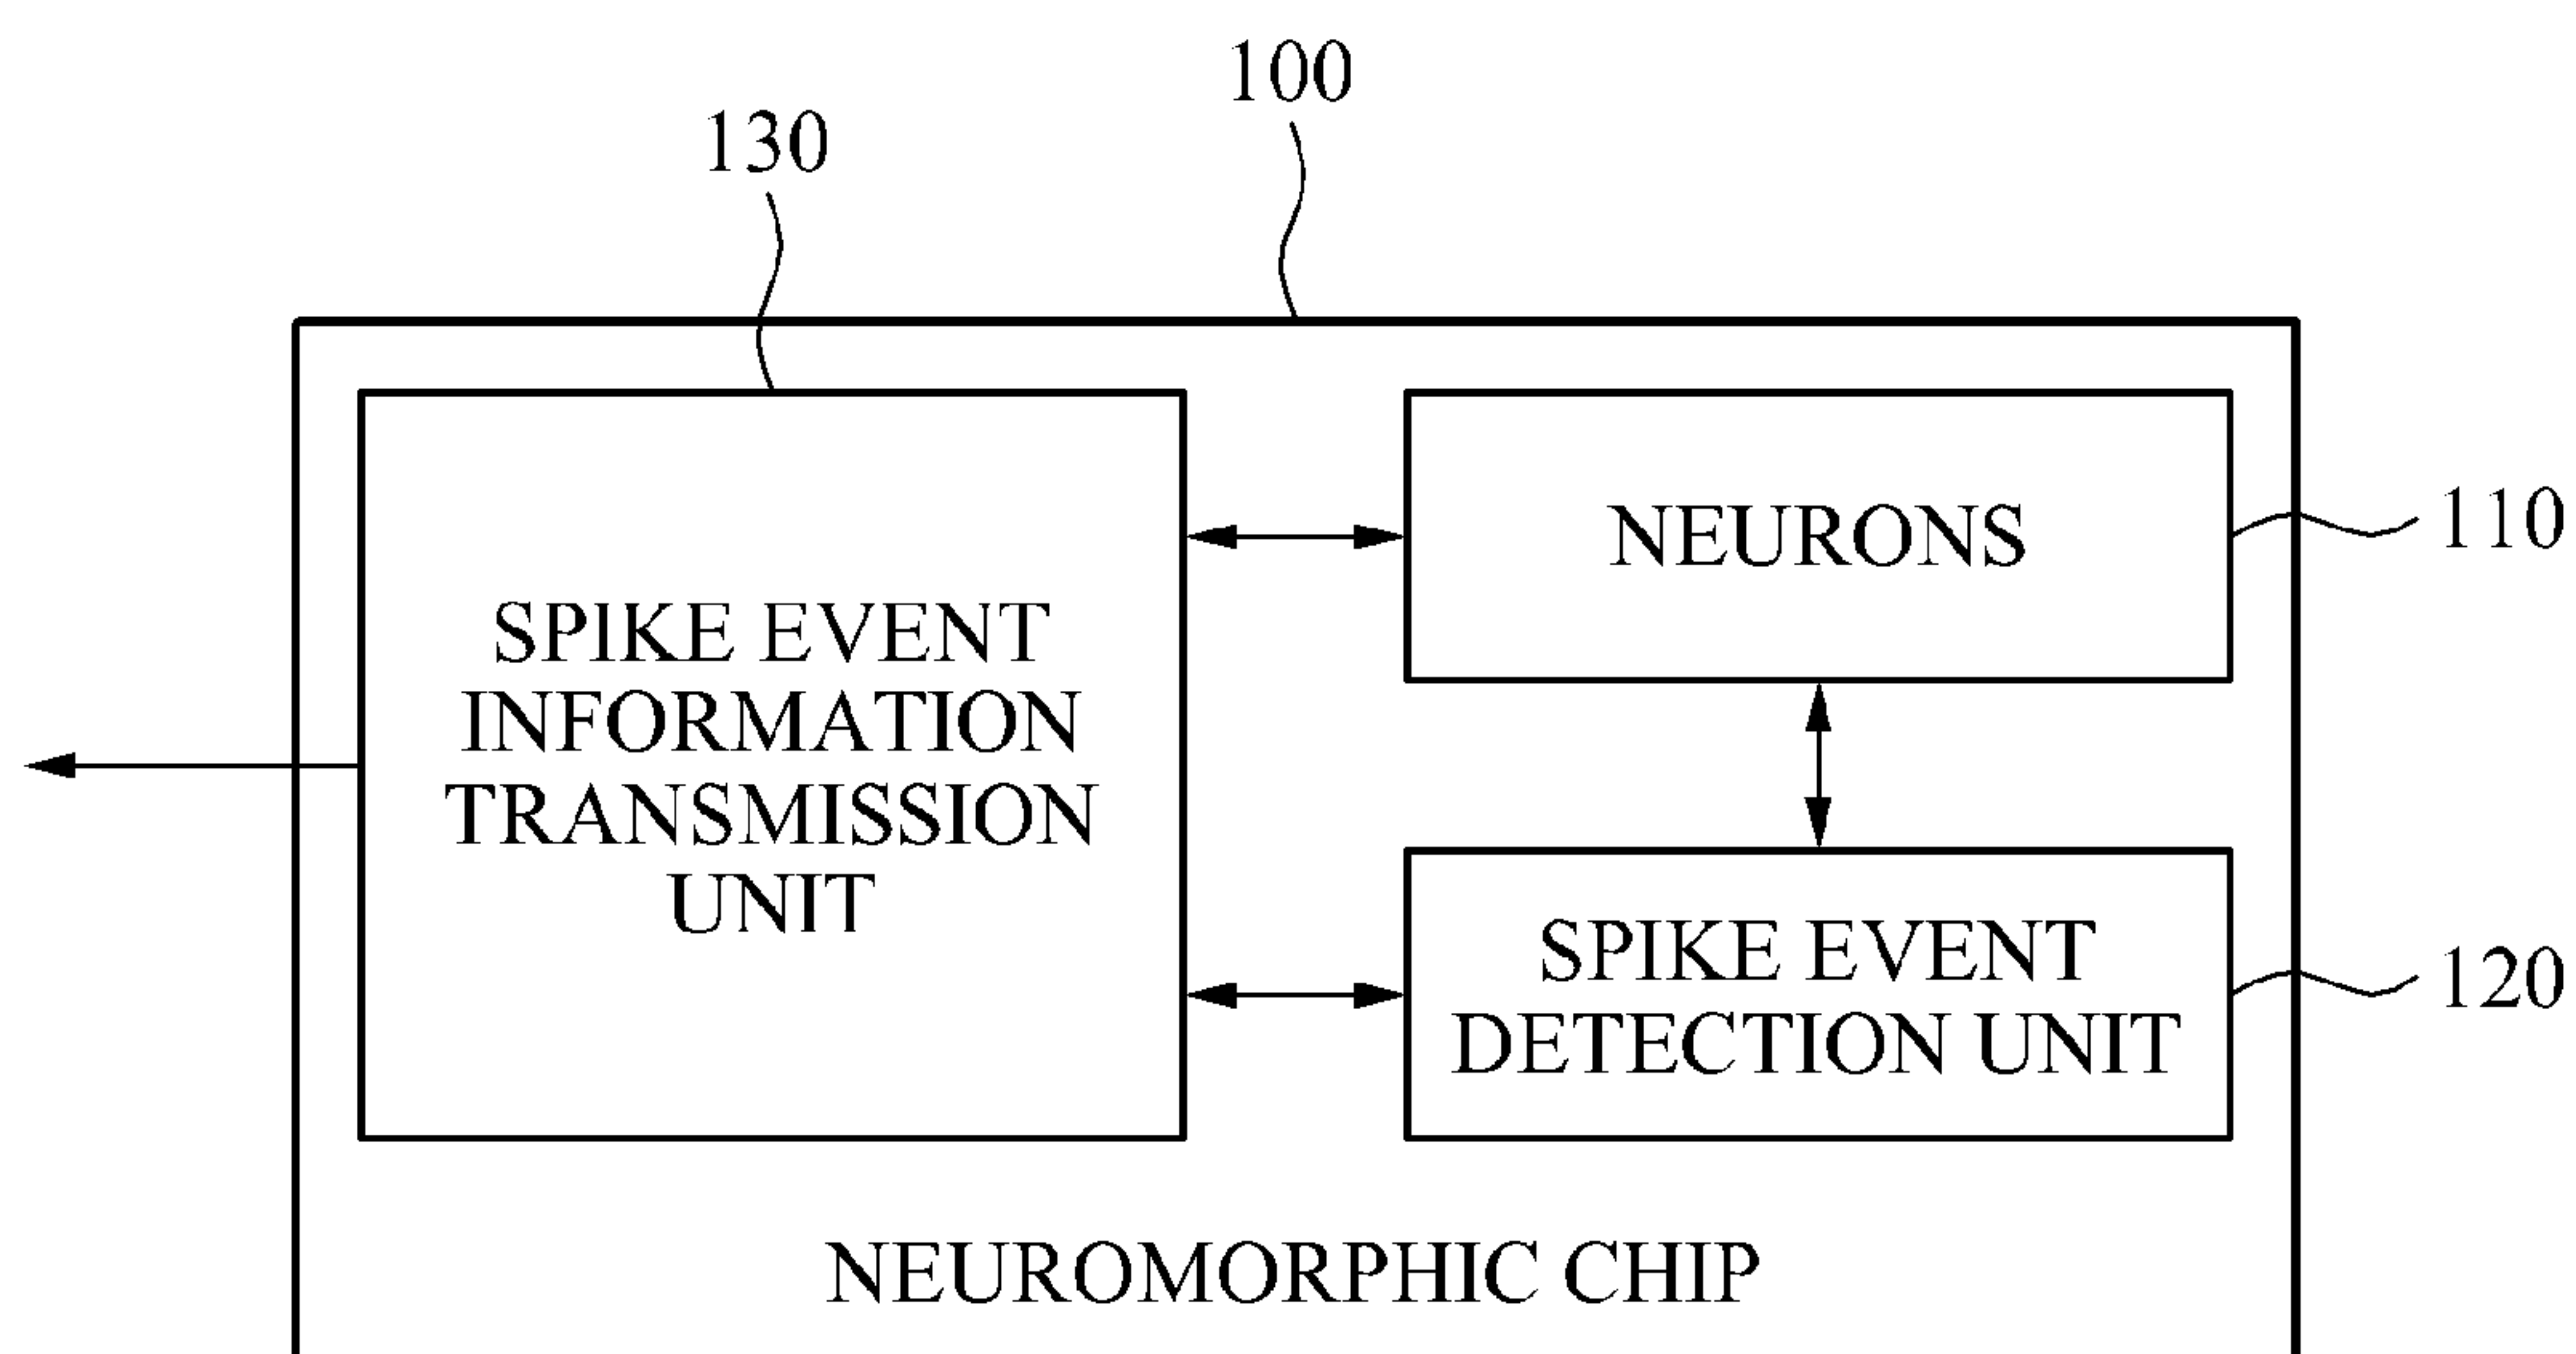 100
130
NEURONS
110
SPIKE EVENT
INFORMATION
TRANSMISSION
UNIT
SPIKE EVENT
DETECTION UNIT
120
NEUROMORPHIC CHIP